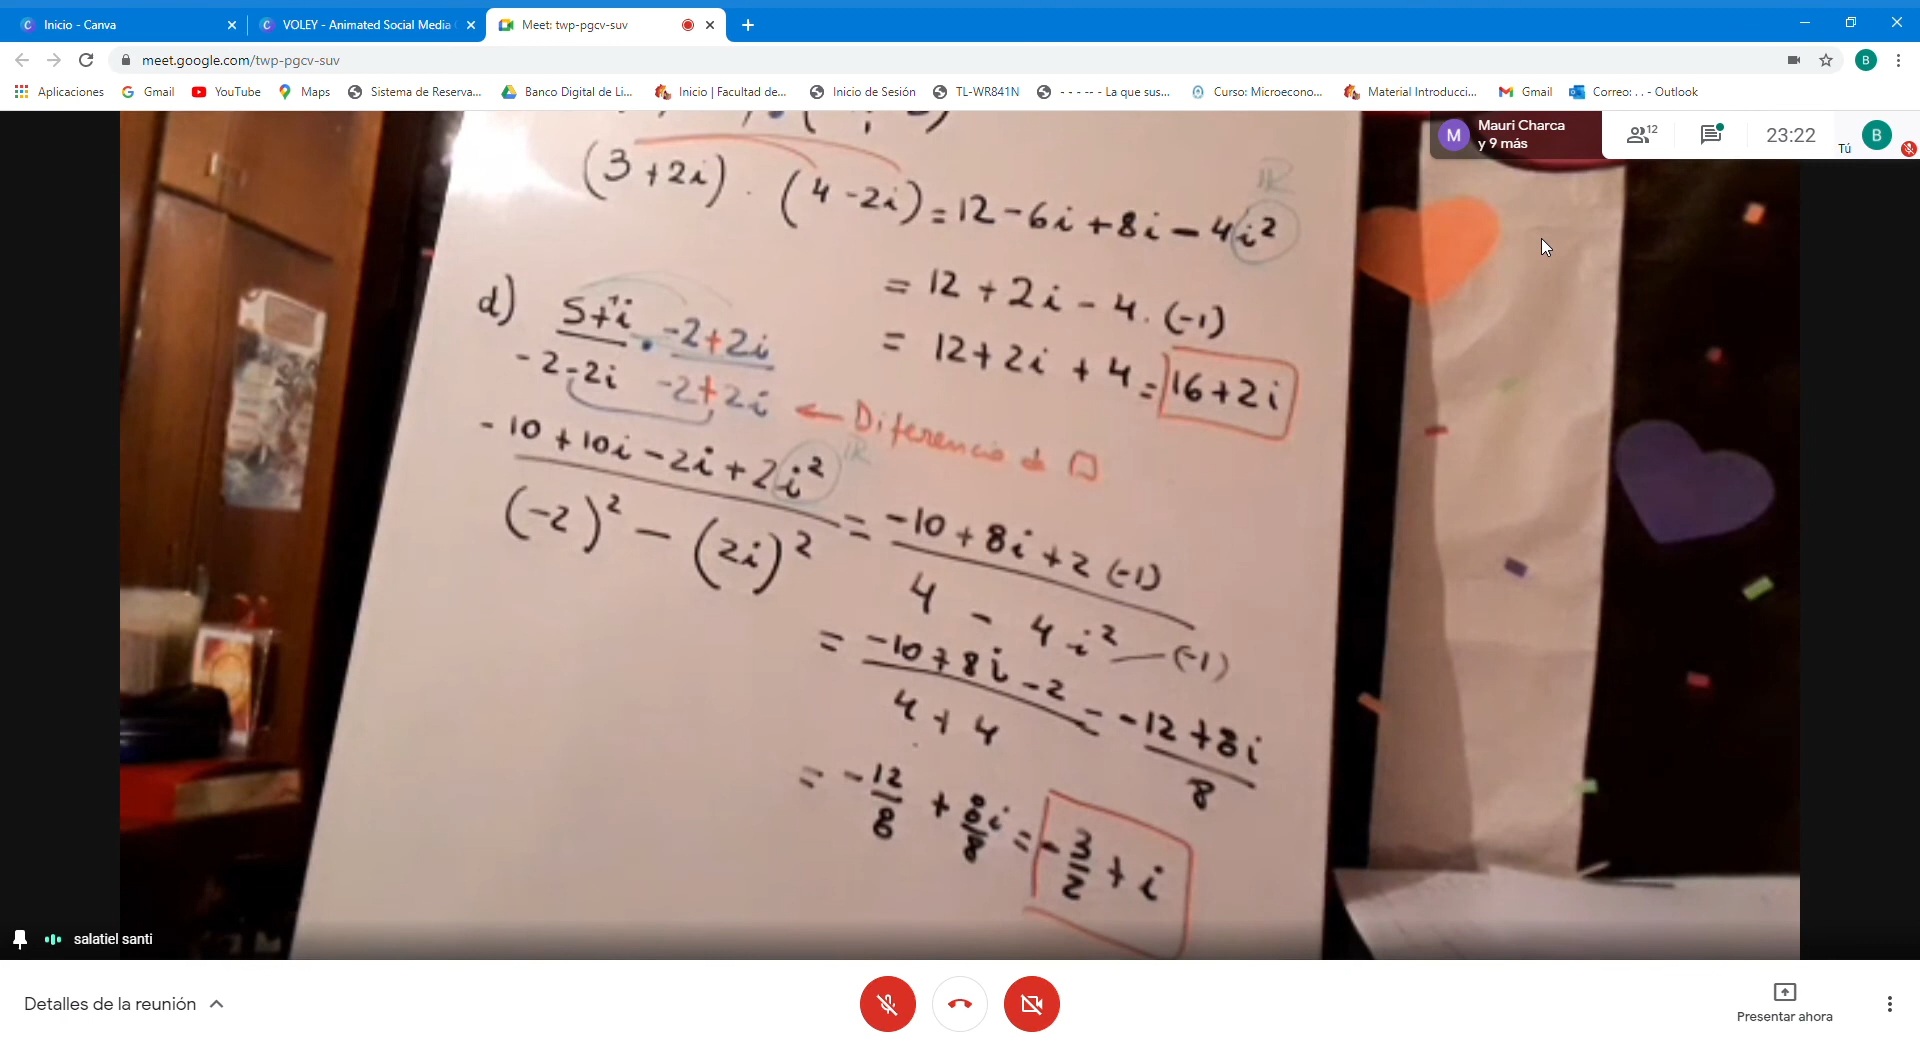 Inicio - Canva
VOLEY - Animated Social Media
Meet: twp-pgcv-suv
meet.google.com/twp-pgcv-suv
B
Aplicaciones
Gmail
YouTube
Maps
Sistema de Reserva...
Banco Digital de Li...
Inicio | Facultad de...
Inicio de Sesión
TL-WR841N
- - - -- - La que sus...
Curso: Microecono...
Material Introducci...
Gmail
Correo: . . - Outlook
M
Mauri Charca
y 9 más
12
23:22
Tú
B
(3+2i) · (4-2i) = 12 - 6i + 8i - 4i²
ℝ
= 12 + 2i - 4 . (-1)
= 12 + 2i + 4 = 16 + 2i
d) 5+i · -2+2i
-2-2i -2+2i
← Diferencia de □
-10 + 10i - 2i + 2i² ℝ
(-2)² - (2i)²
= -10 + 8i + 2 (-1)
4 - 4i² — (-1)
= -10 + 8i - 2 = -12 + 8i
4 + 4 8
= -12/8 + 8i/8 = -3/2 + i
salatiel santi
Detalles de la reunión
Presentar ahora